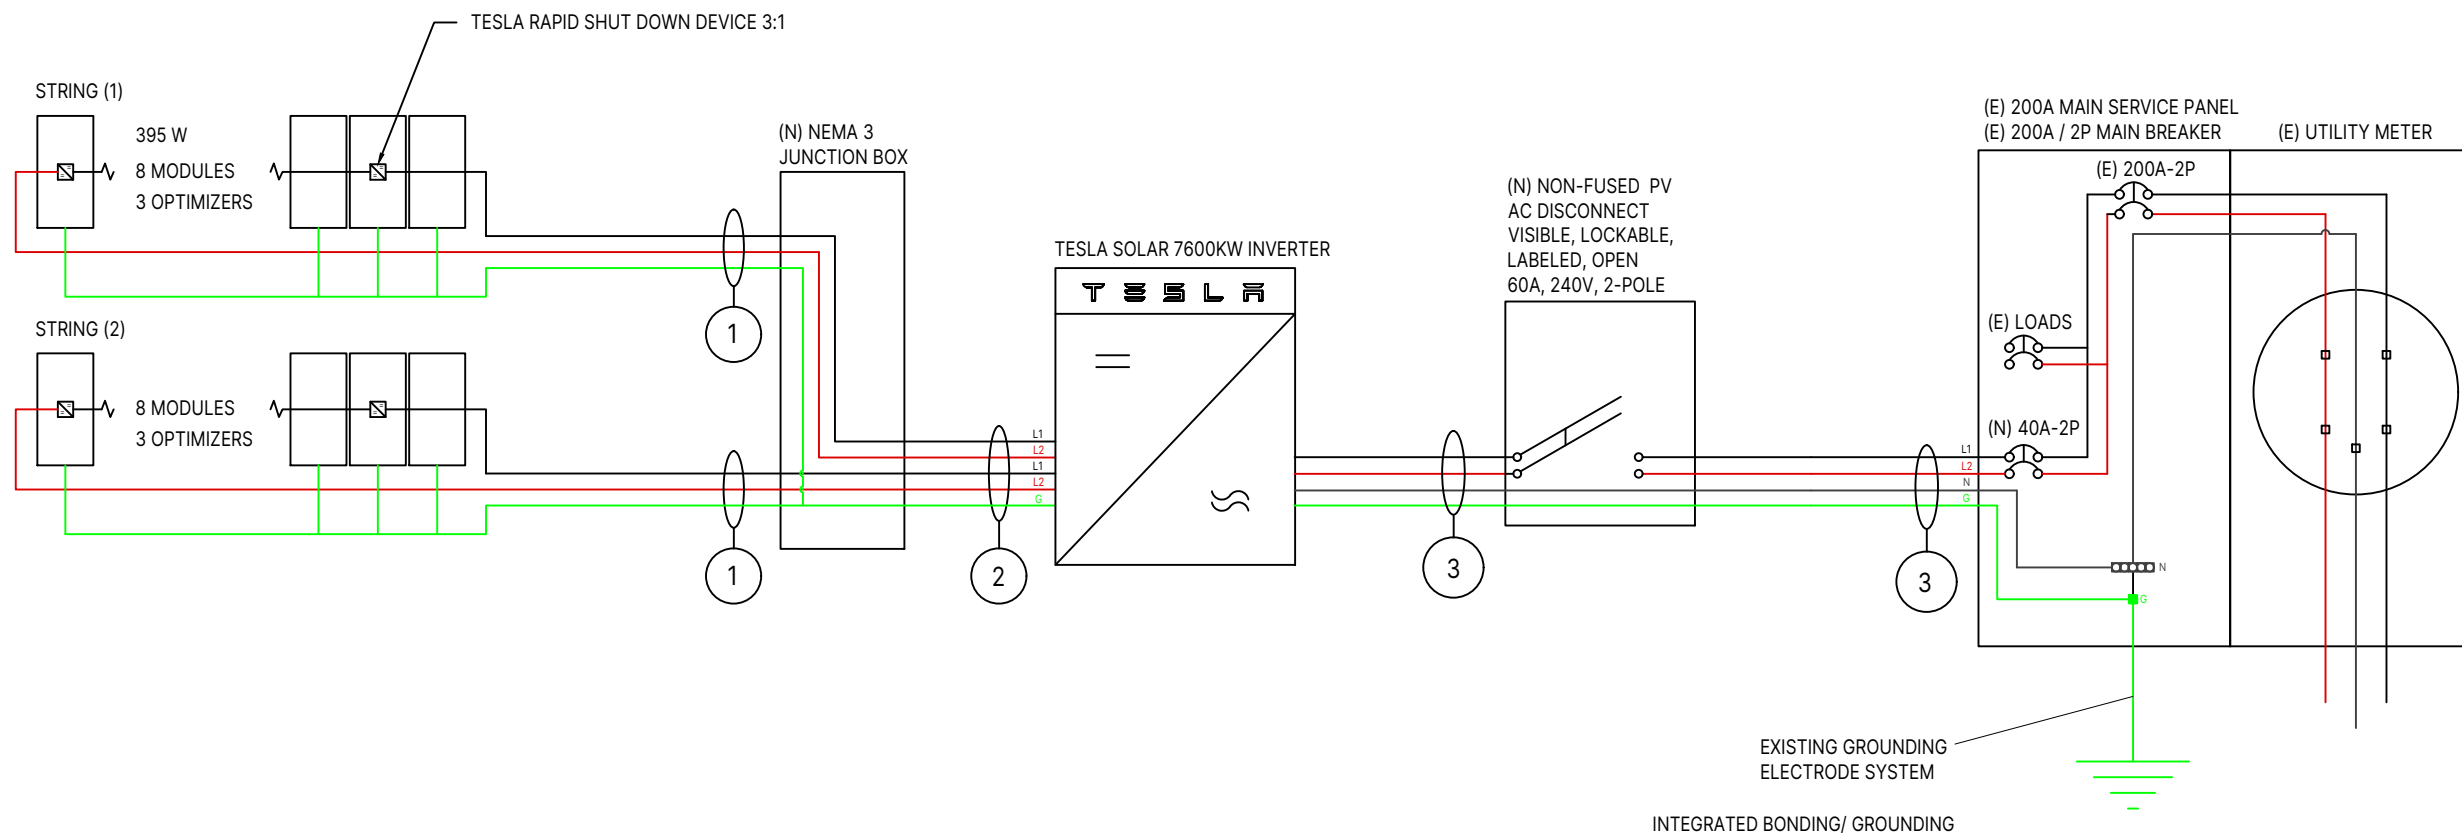 TESLA RAPID SHUT DOWN DEVICE 3:1
STRING (1)
395 W
8 MODULES
3 OPTIMIZERS
(N) NEMA 3
JUNCTION BOX
1
STRING (2)
8 MODULES
3 OPTIMIZERS
1
2
TESLA SOLAR 7600KW INVERTER
TESLA
L1
L2
L1
L2
G
(N) NON-FUSED PV
AC DISCONNECT
VISIBLE, LOCKABLE,
LABELED, OPEN
60A, 240V, 2-POLE
3
3
(E) 200A MAIN SERVICE PANEL
(E) 200A / 2P MAIN BREAKER
(E) UTILITY METER
(E) 200A-2P
(E) LOADS
(N) 40A-2P
L1
L2
N
G
N
G
EXISTING GROUNDING
ELECTRODE SYSTEM
INTEGRATED BONDING/ GROUNDING